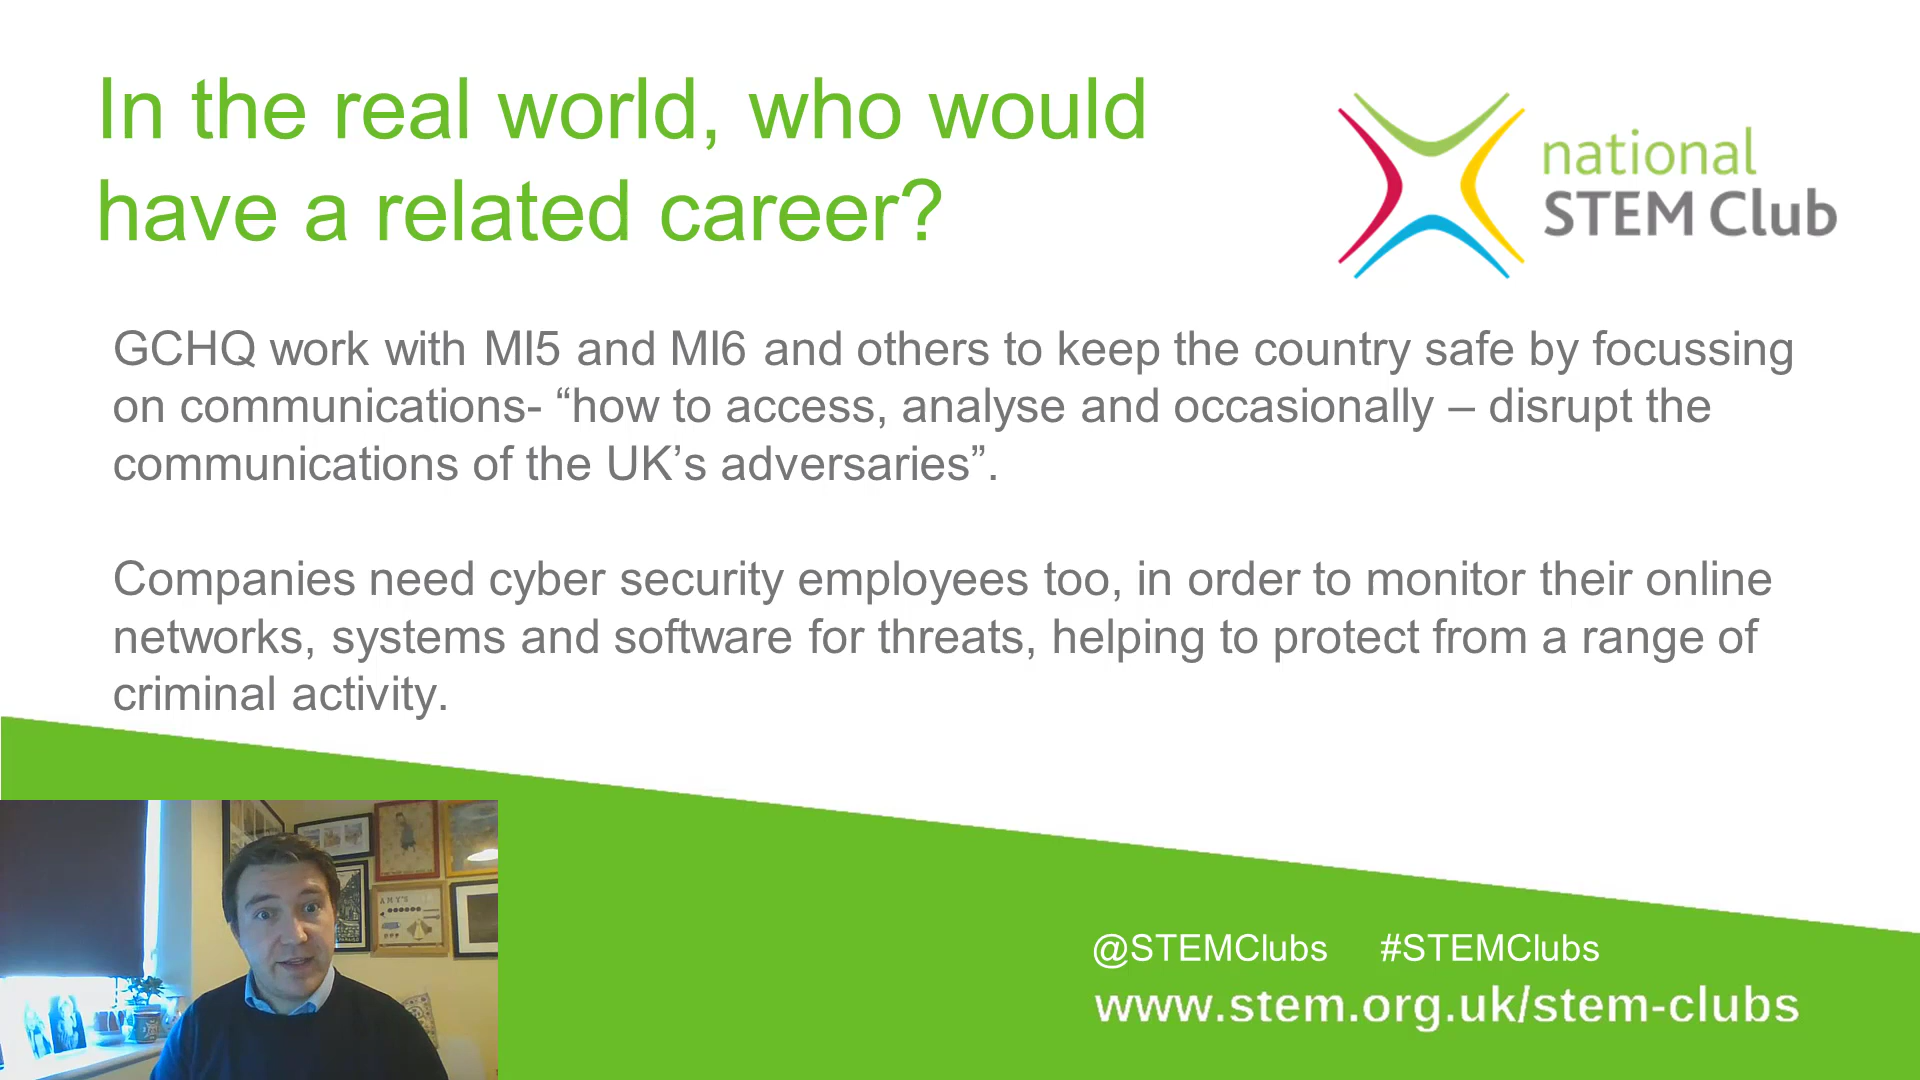 In the real world, who would
have a related career?
national
STEM Club
GCHQ work with MI5 and MI6 and others to keep the country safe by focussing
on communications- “how to access, analyse and occasionally – disrupt the
communications of the UK’s adversaries”.
Companies need cyber security employees too, in order to monitor their online
networks, systems and software for threats, helping to protect from a range of
criminal activity.
AMY'S
@STEMClubs #STEMClubs
www.stem.org.uk/stem-clubs